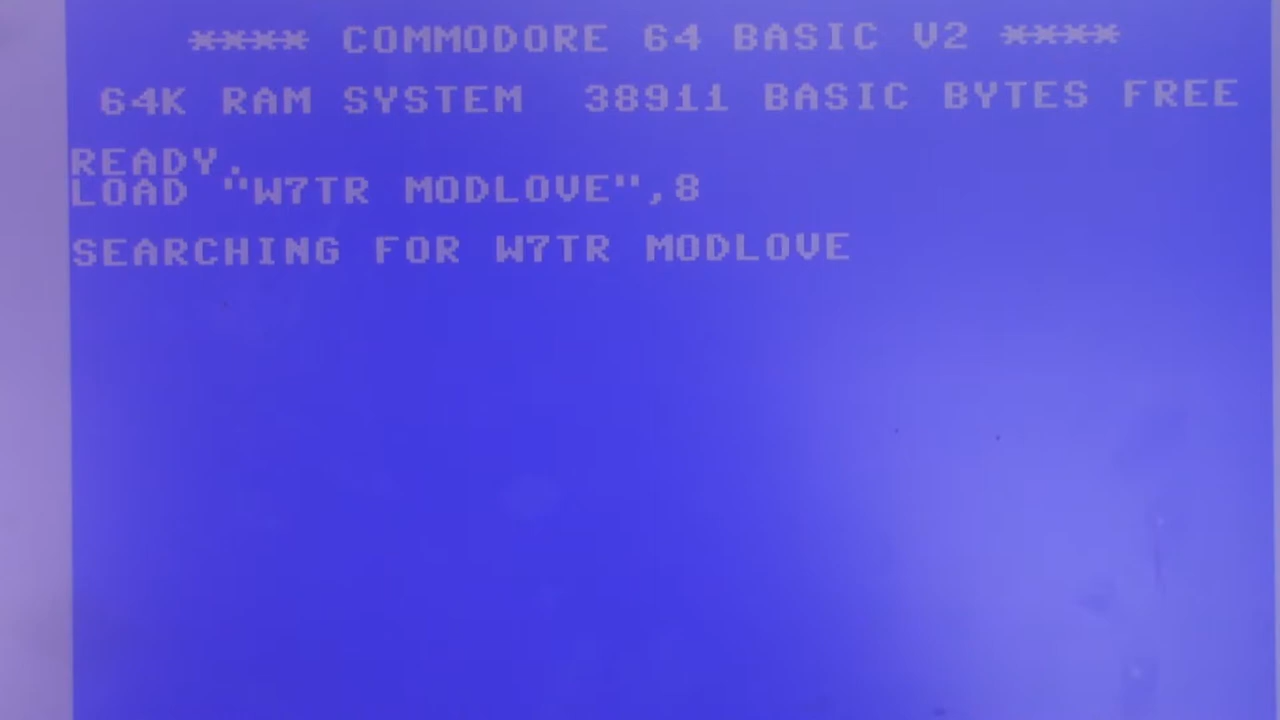 **** COMMODORE 64 BASIC V2 ****
64K RAM SYSTEM  38911 BASIC BYTES FREE
READY.
LOAD "W7TR MODLOVE",8
SEARCHING FOR W7TR MODLOVE